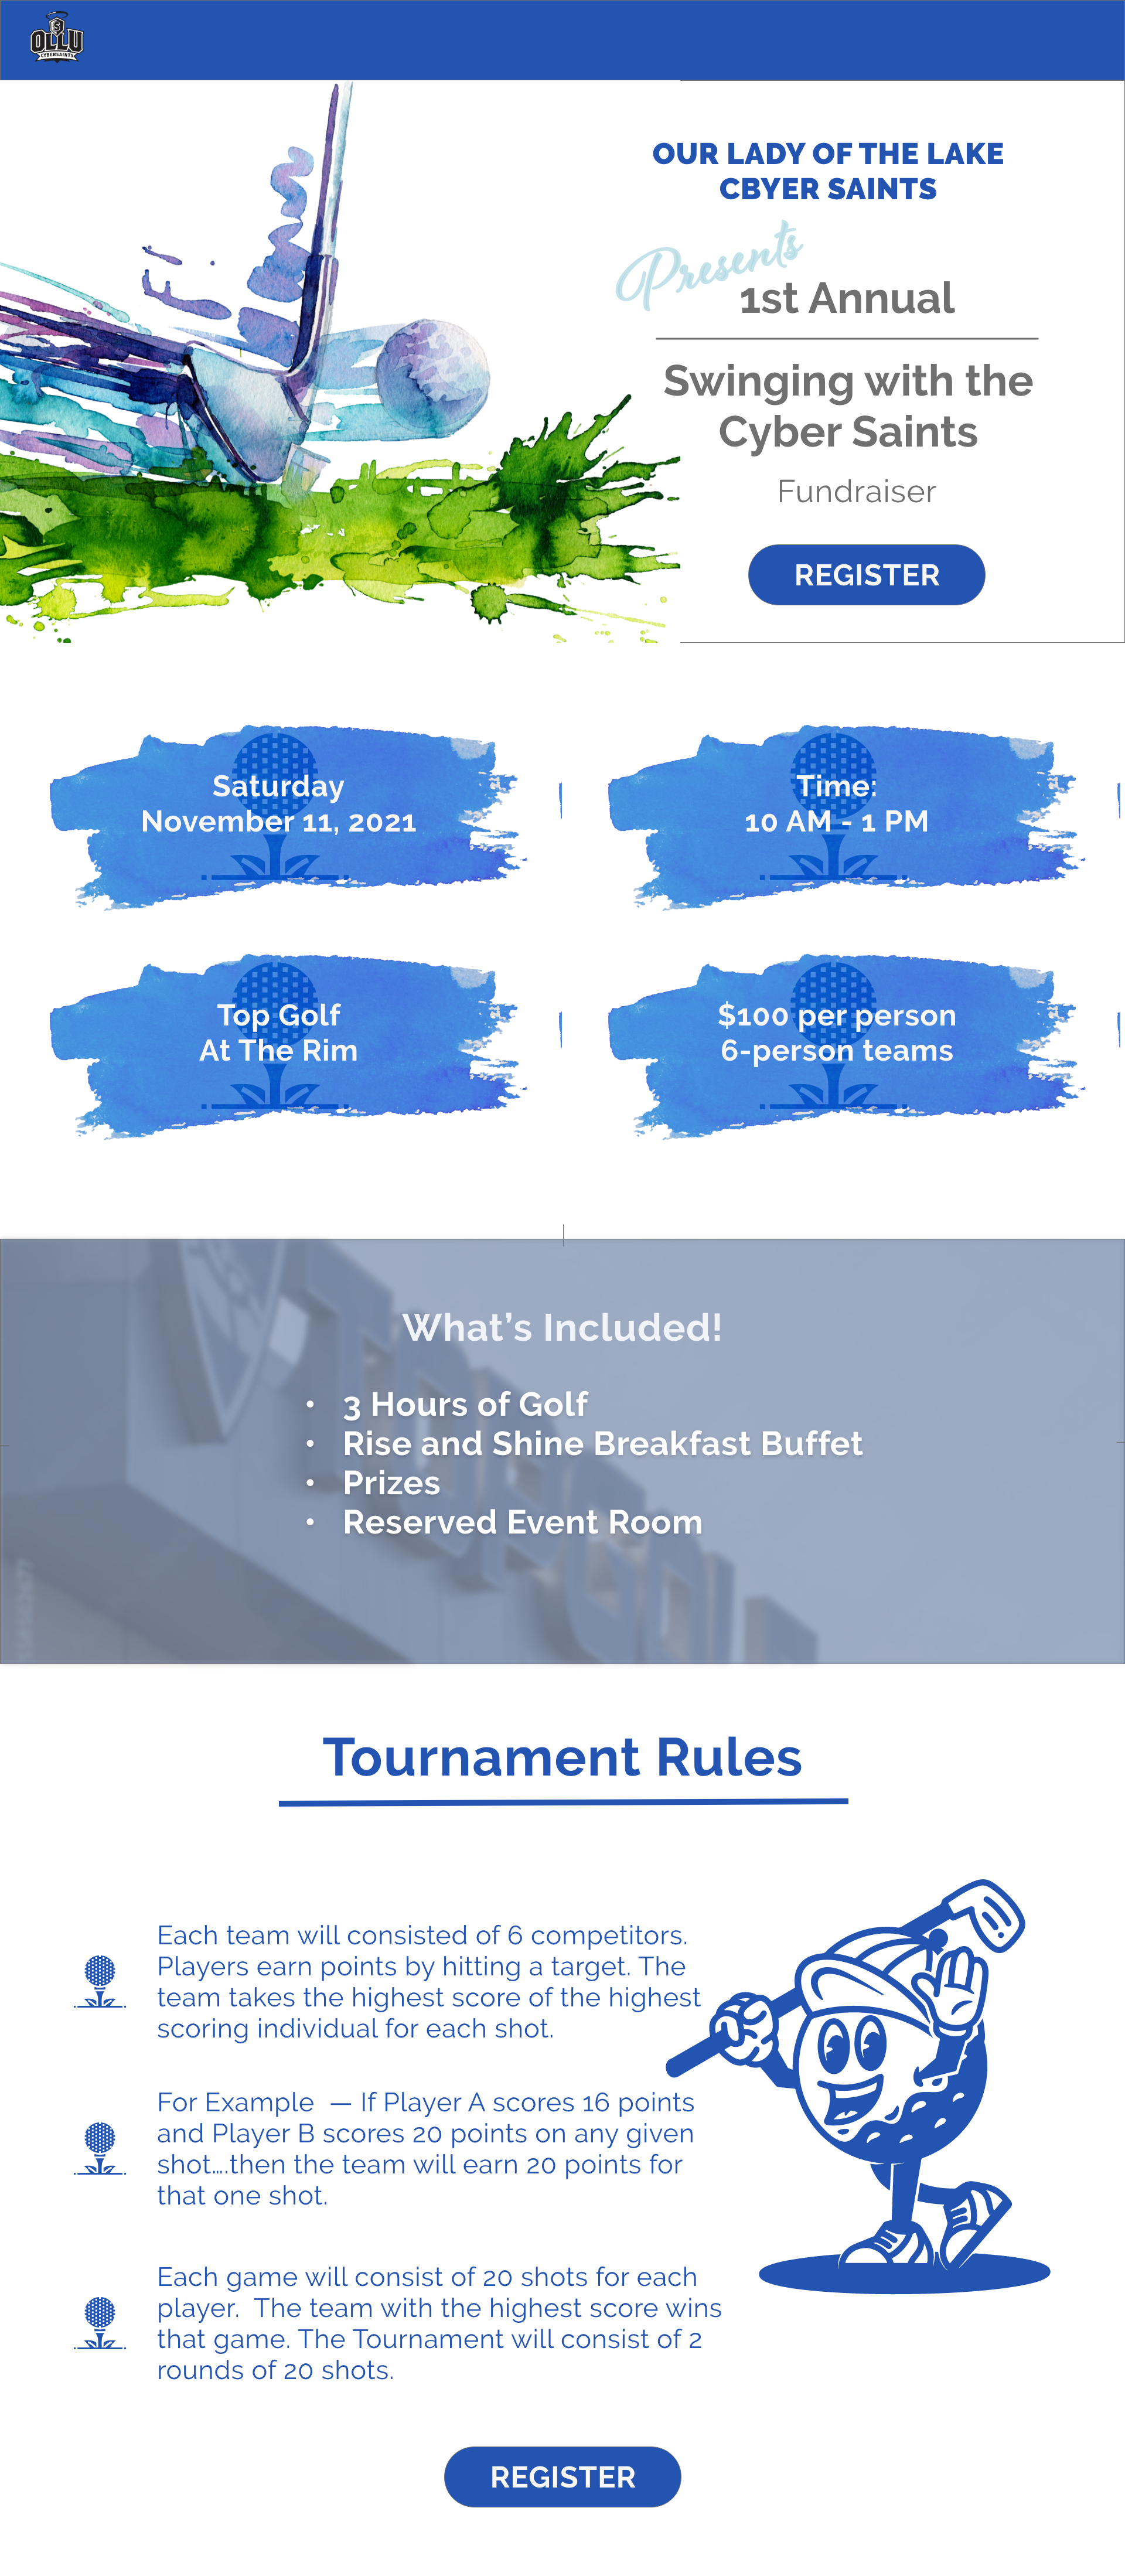 OLLU
CYBERSAINTS
OUR LADY OF THE LAKE
CBYER SAINTS
Presents
1st Annual
Swinging with the
Cyber Saints
Fundraiser
REGISTER
Saturday
November 11, 2021
Time:
10 AM - 1 PM
Top Golf
At The Rim
$100 per person
6-person teams
What’s Included!
• 3 Hours of Golf
• Rise and Shine Breakfast Buffet
• Prizes
• Reserved Event Room
TOPGOLF
Tournament Rules
Each team will consisted of 6 competitors.
Players earn points by hitting a target. The
team takes the highest score of the highest
scoring individual for each shot.
For Example — If Player A scores 16 points
and Player B scores 20 points on any given
shot....then the team will earn 20 points for
that one shot.
Each game will consist of 20 shots for each
player. The team with the highest score wins
that game. The Tournament will consist of 2
rounds of 20 shots.
REGISTER